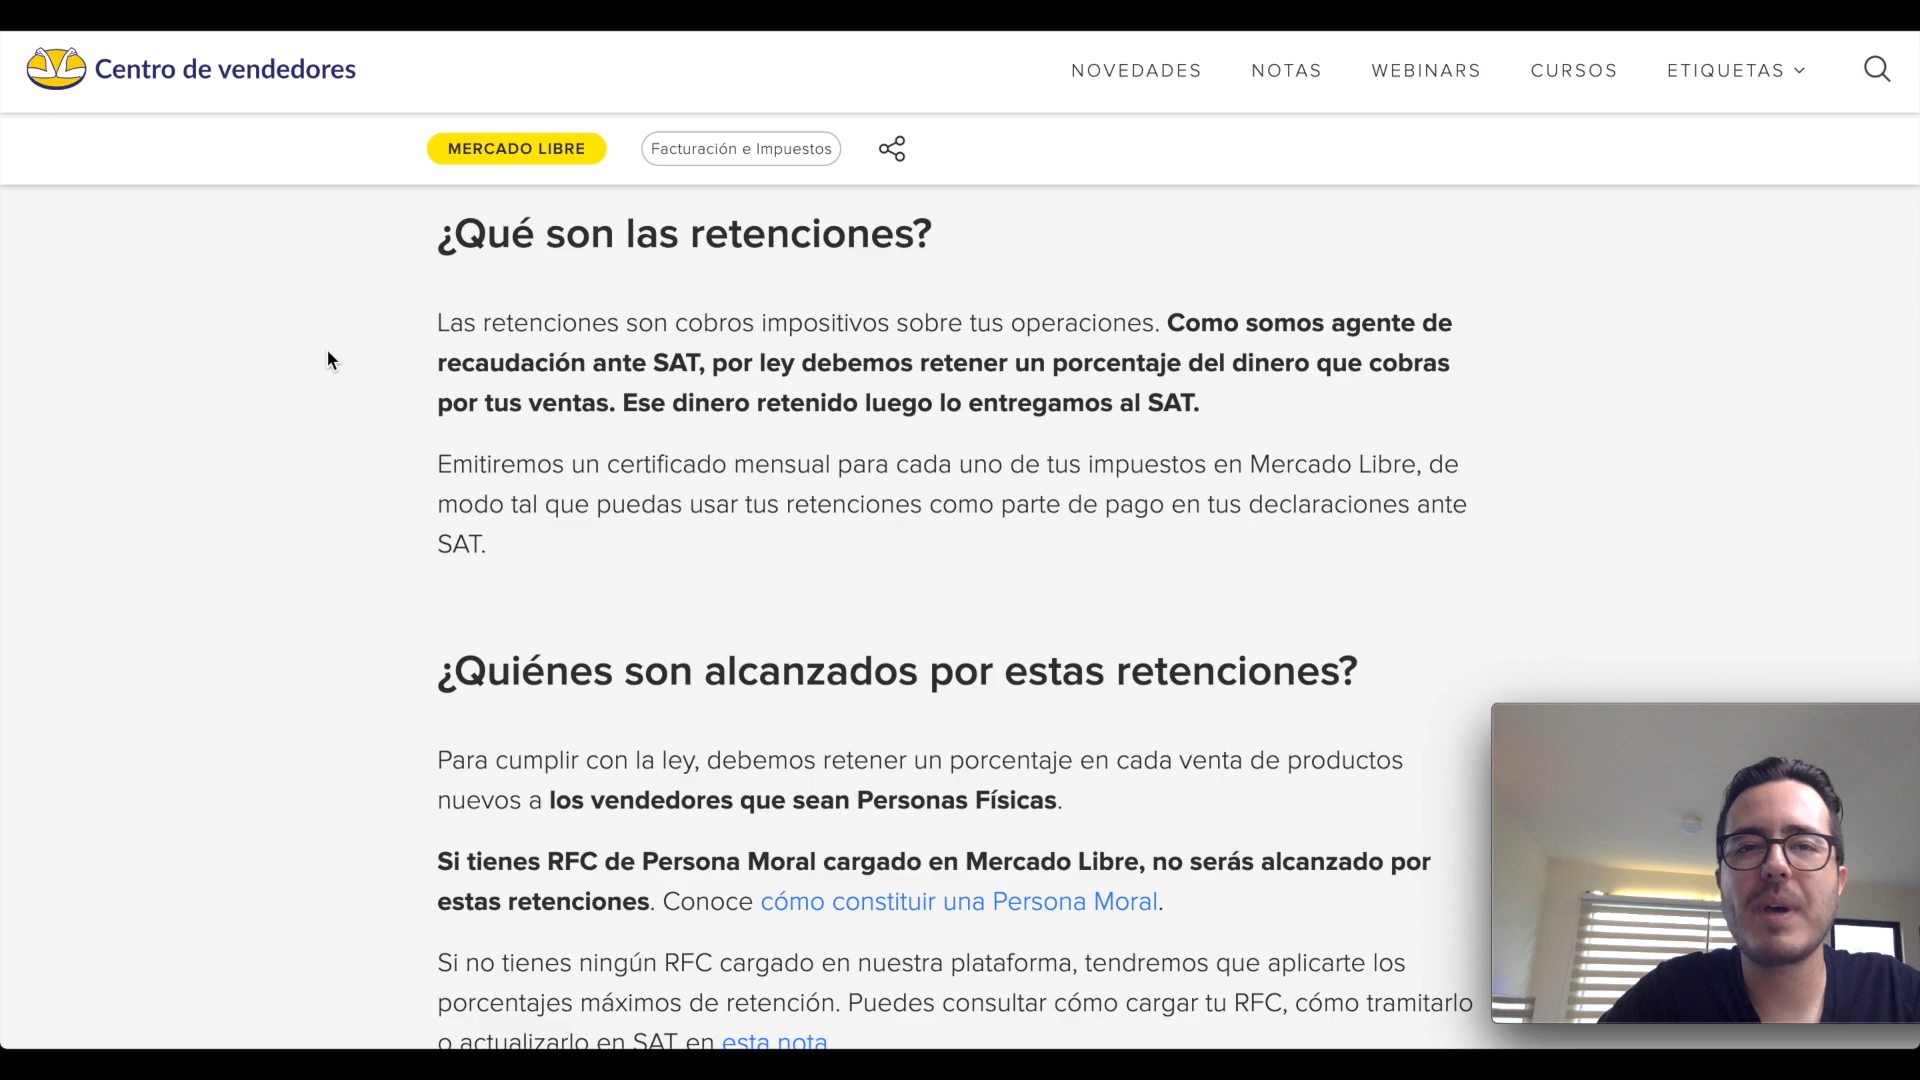 Centro de vendedores
NOVEDADES NOTAS WEBINARS CURSOS ETIQUETAS
MERCADO LIBRE Facturación e Impuestos
¿Qué son las retenciones?
Las retenciones son cobros impositivos sobre tus operaciones. Como somos agente de
recaudación ante SAT, por ley debemos retener un porcentaje del dinero que cobras
por tus ventas. Ese dinero retenido luego lo entregamos al SAT.
Emitiremos un certificado mensual para cada uno de tus impuestos en Mercado Libre, de
modo tal que puedas usar tus retenciones como parte de pago en tus declaraciones ante
SAT.
¿Quiénes son alcanzados por estas retenciones?
Para cumplir con la ley, debemos retener un porcentaje en cada venta de productos
nuevos a los vendedores que sean Personas Físicas.
Si tienes RFC de Persona Moral cargado en Mercado Libre, no serás alcanzado por
estas retenciones. Conoce cómo constituir una Persona Moral.
Si no tienes ningún RFC cargado en nuestra plataforma, tendremos que aplicarte los
porcentajes máximos de retención. Puedes consultar cómo cargar tu RFC, cómo tramitarlo
o actualizarlo en SAT en esta nota